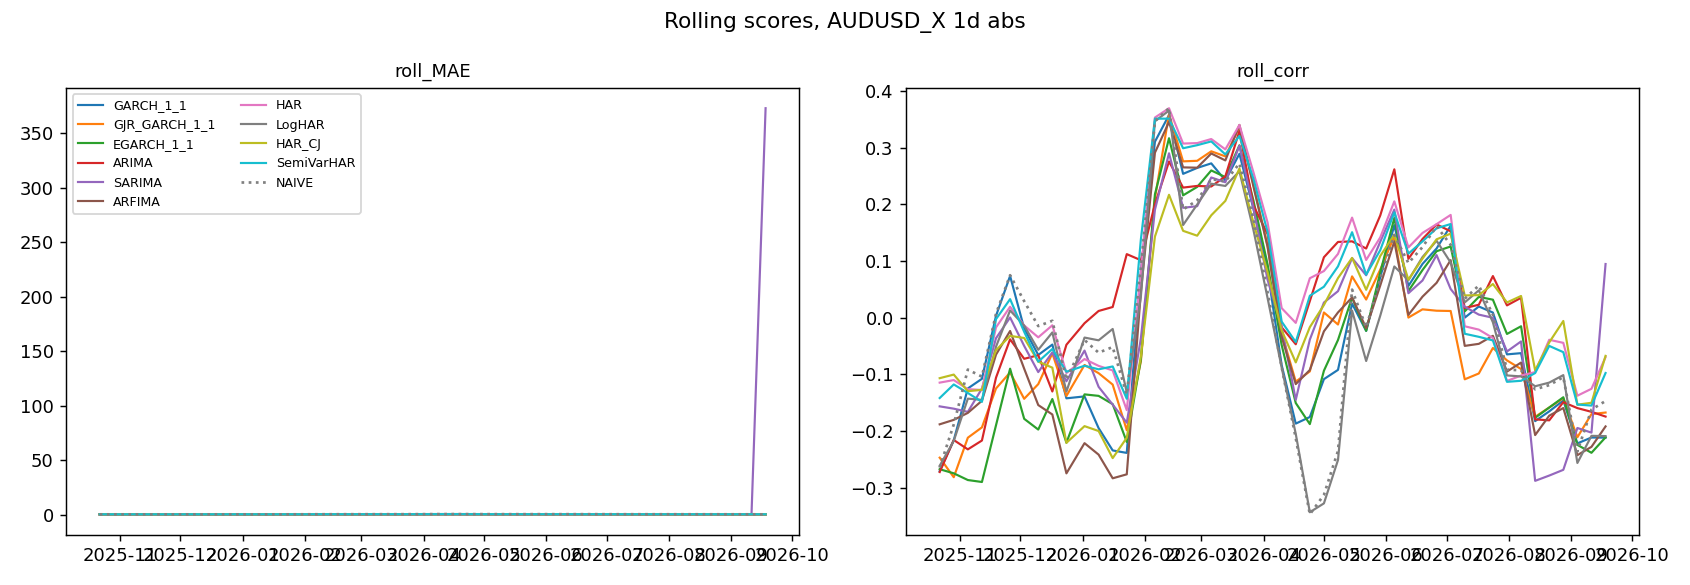 Rolling scores, AUDUSD_X 1d abs
roll_MAE
GARCH_1_1
GJR_GARCH_1_1
EGARCH_1_1
ARIMA
SARIMA
ARFIMA
HAR
LogHAR
HAR_CJ
SemiVarHAR
NAIVE
350
300
250
200
150
100
50
0
2025-11
2025-12
2026-01
2026-02
2026-03
2026-04
2026-05
2026-06
2026-07
2026-08
2026-09
2026-10
roll_corr
0.4
0.3
0.2
0.1
0.0
−0.1
−0.2
−0.3
2025-11
2025-12
2026-01
2026-02
2026-03
2026-04
2026-05
2026-06
2026-07
2026-08
2026-09
2026-10